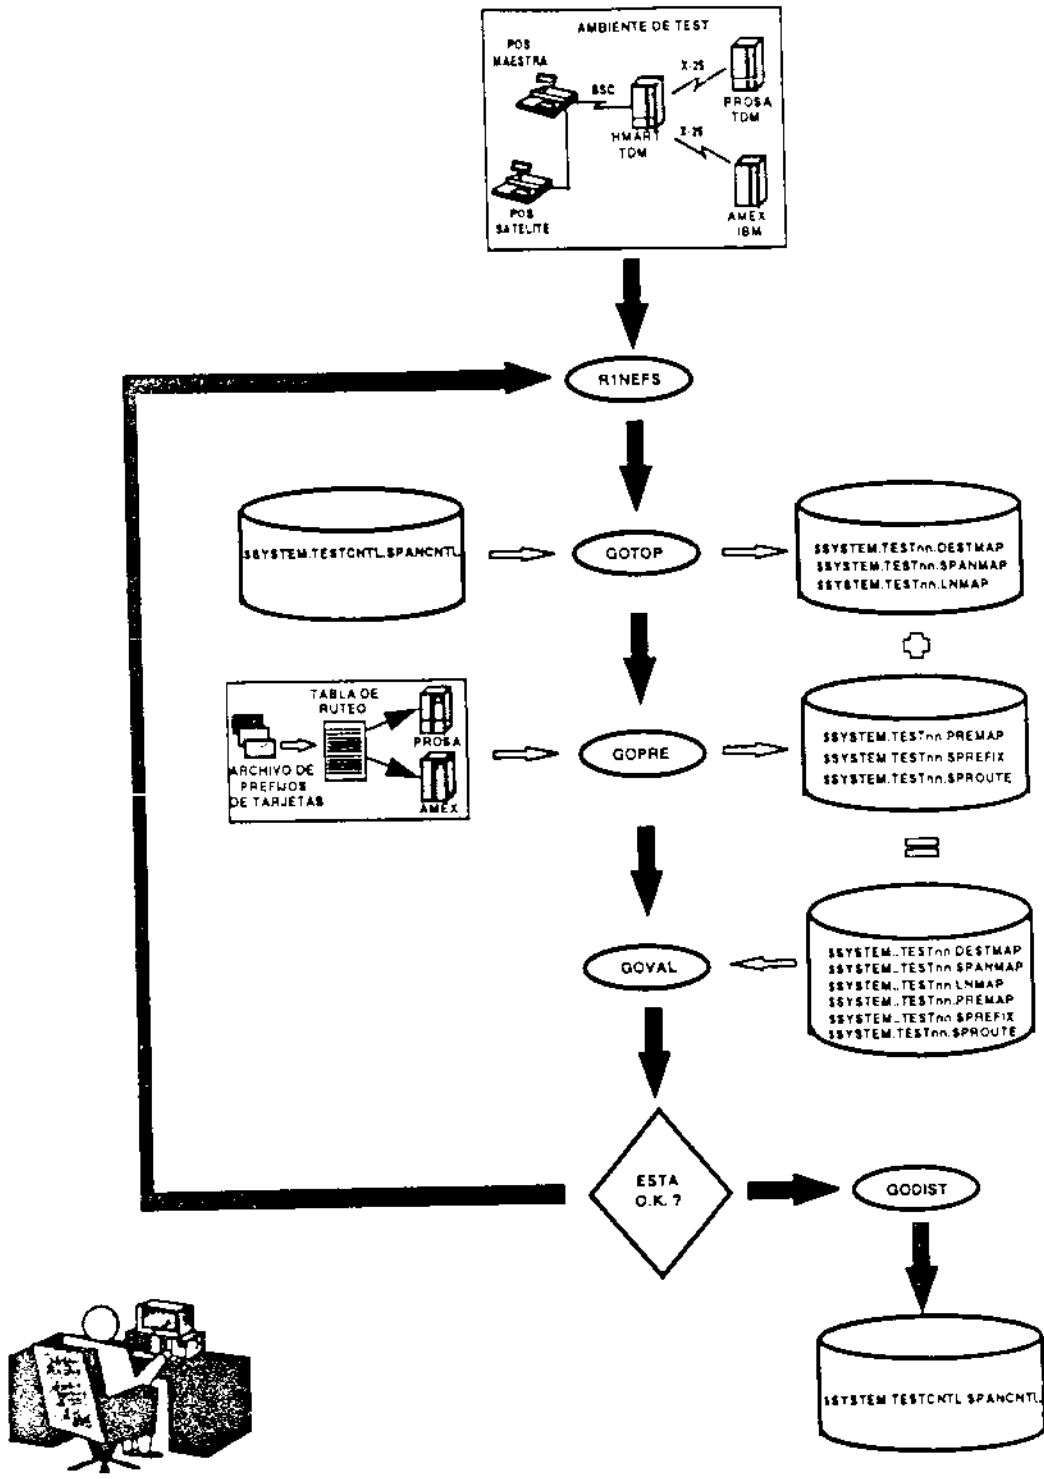 AMBIENTE DE TEST
POS
MAESTRA
BSC
X-25
PROSA
TDM
HMART
TDM
X-25
POS
SATELITE
AMEX
IBM
R1NEFS
$SYSTEM.TESTCNTL.SPANCNTL
GOTOP
$SYSTEM.TESTnn.DESTMAP
$SYSTEM.TESTnn.SPANMAP
$SYSTEM.TESTnn.LNMAP
TABLA DE
RUTEO
PROSA
ARCHIVO DE
PREFIJOS
DE TARJETAS
AMEX
GOPRE
$SYSTEM.TESTnn.PREMAP
$SYSTEM.TESTnn.SPREFIX
$SYSTEM.TESTnn.SPROUTE
GOVAL
$SYSTEM..TESTnn.DESTMAP
$SYSTEM..TESTnn.SPANMAP
$SYSTEM..TESTnn.LNMAP
$SYSTEM..TESTnn.PREMAP
$SYSTEM..TESTnn.SPREFIX
$SYSTEM.TESTnn.SPROUTE
ESTA
O.K. ?
GODIST
$SYSTEM.TESTCNTL.SPANCNTL